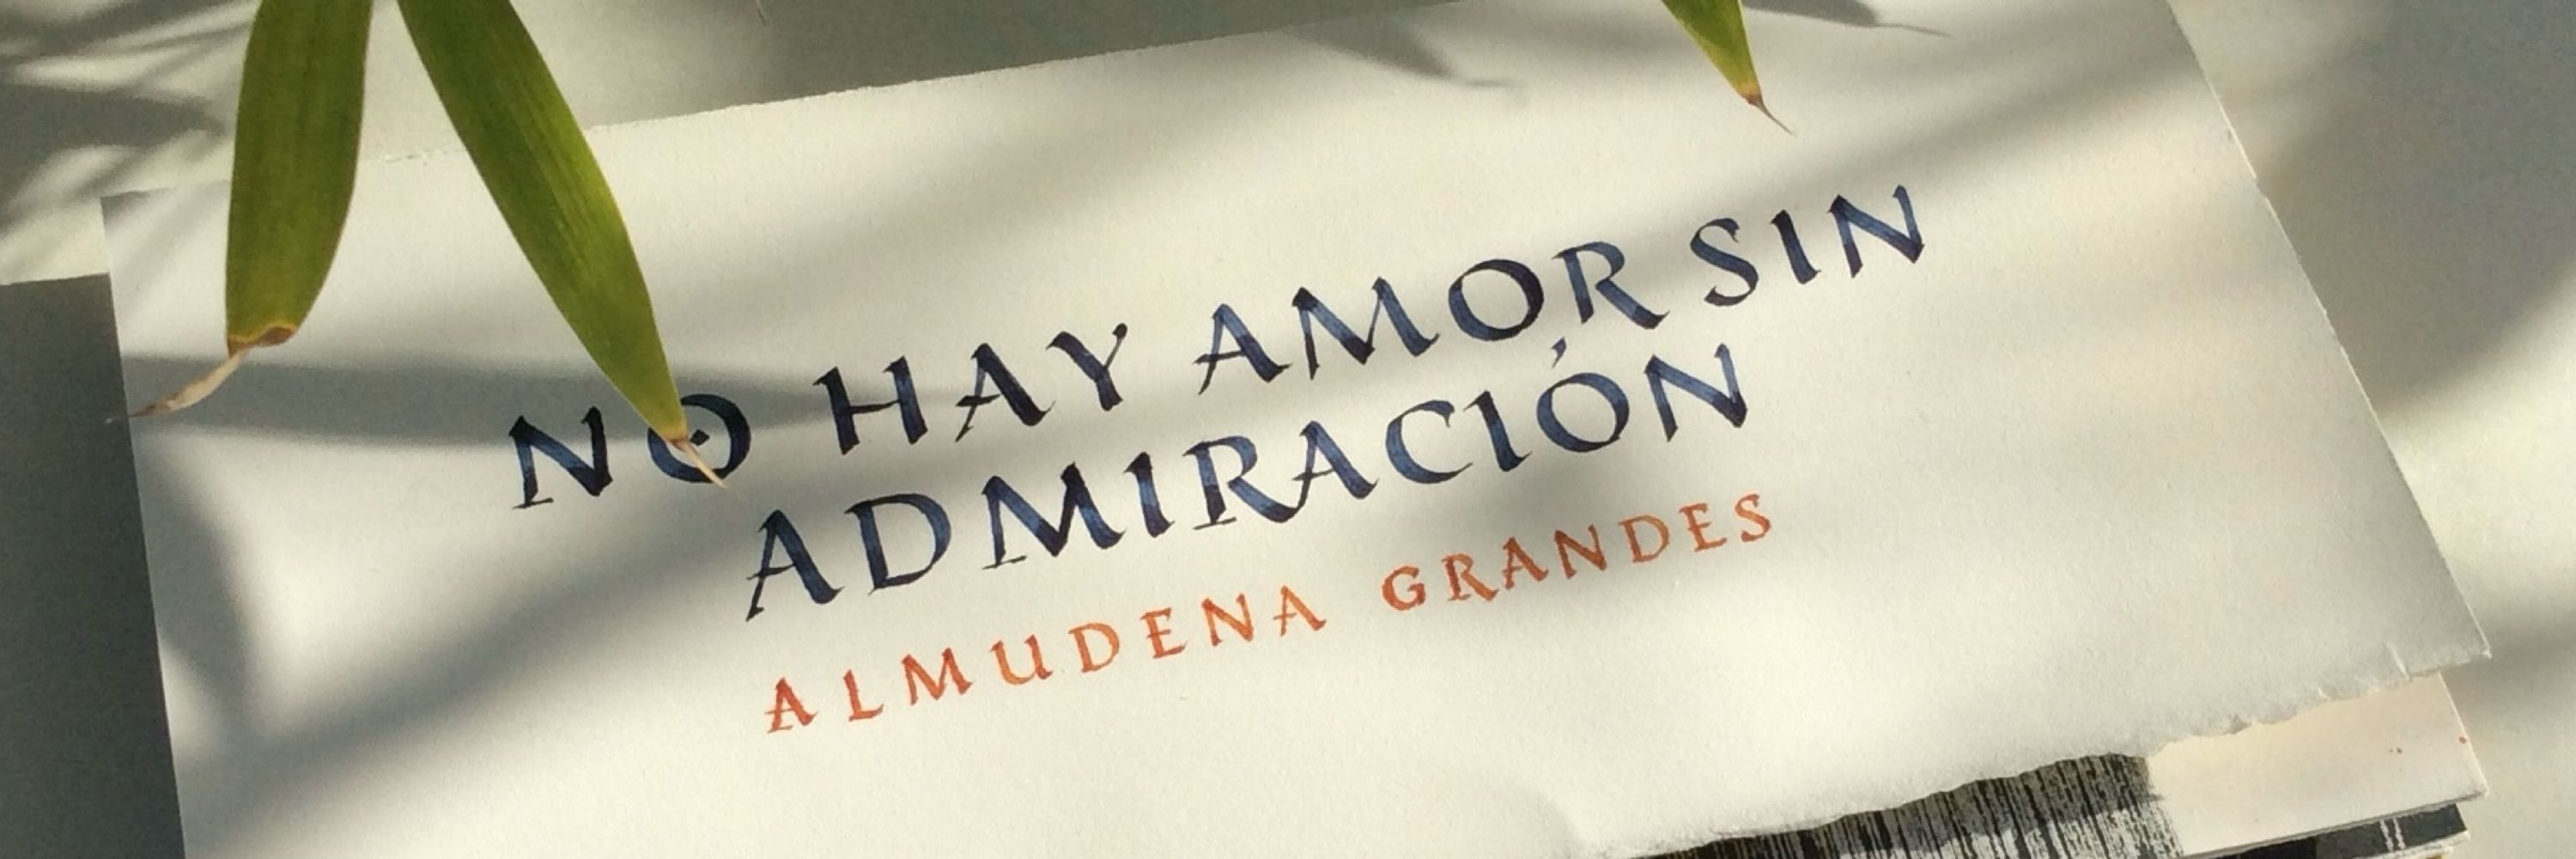 NO HAY AMOR SIN
ADMIRACIÓN
ALMUDENA GRANDES